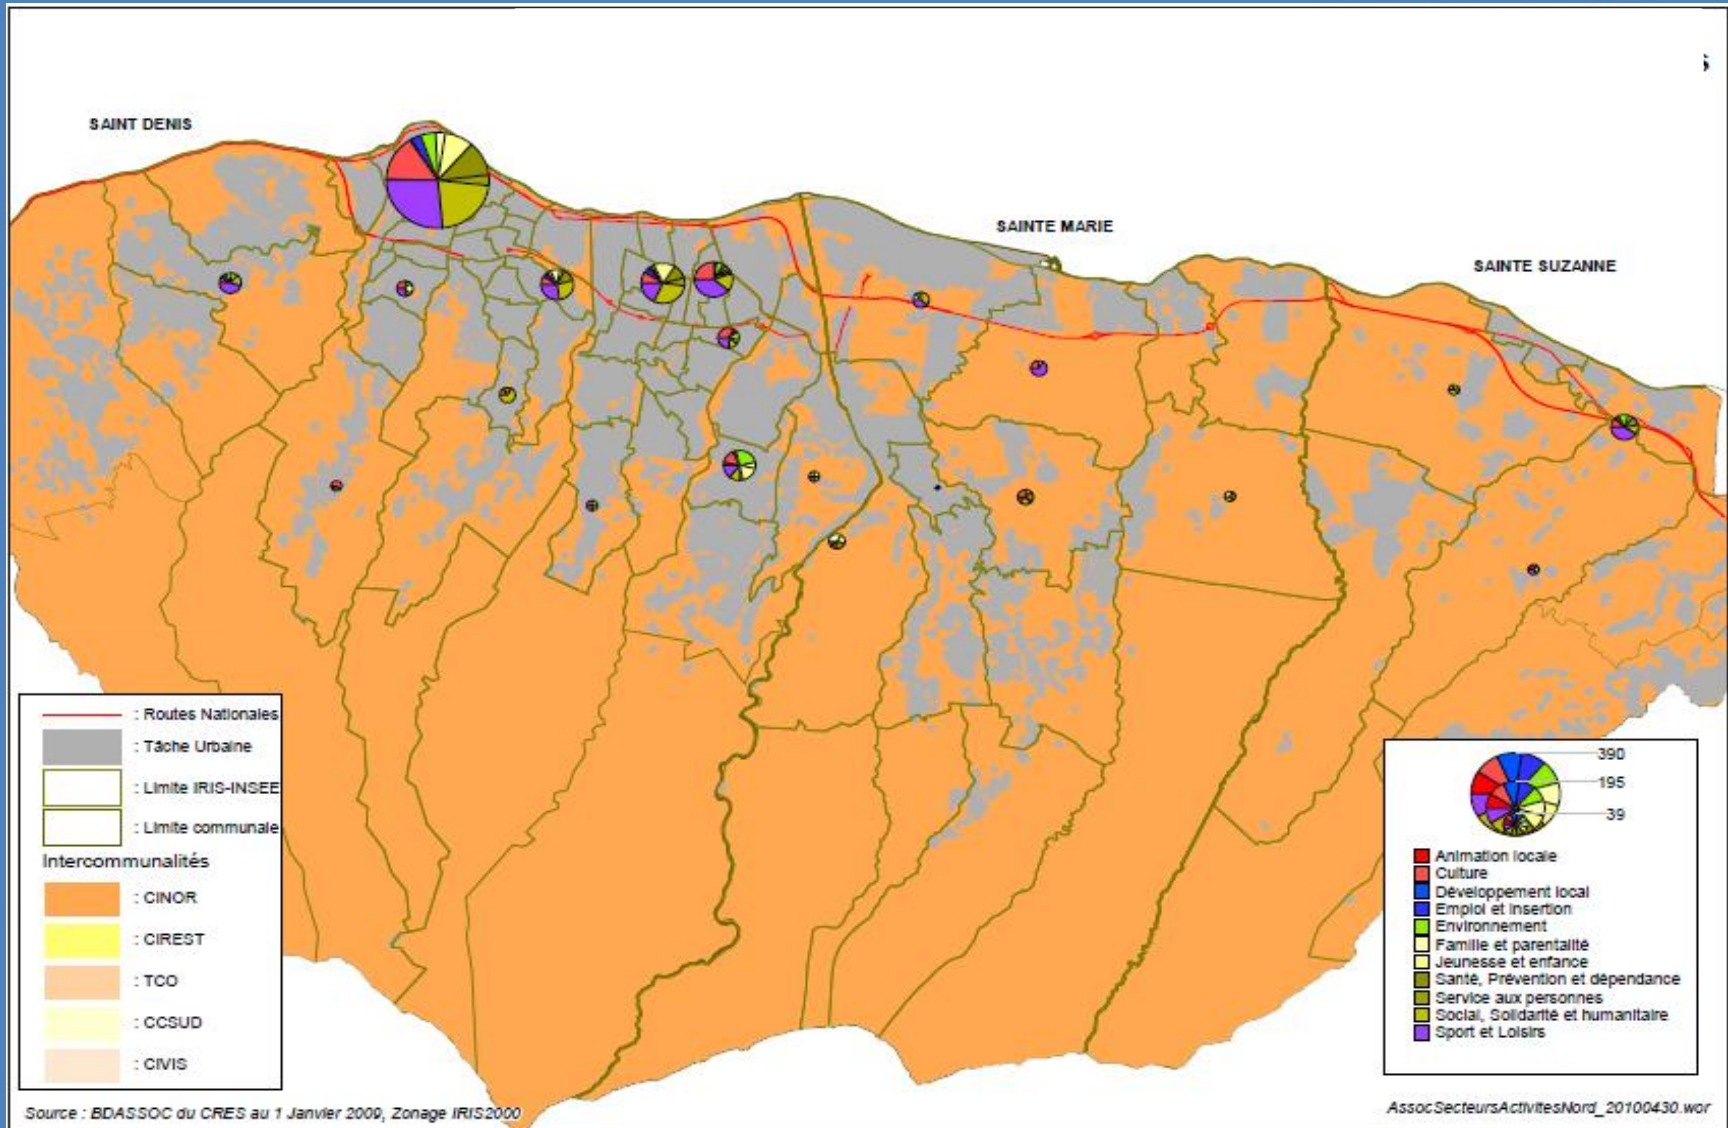 SAINT DENIS
SAINTE MARIE
SAINTE SUZANNE
: Routes Nationales
: Tâche Urbaine
: Limite IRIS-INSEE
: Limite communale
Intercommunalités
: CINOR
: CIREST
: TCO
: CCSUD
: CIVIS
390
195
39
Animation locale
Culture
Développement local
Emploi et Insertion
Environnement
Famille et parentalité
Jeunesse et enfance
Santé, Prévention et dépendance
Service aux personnes
Social, Solidarité et humanitaire
Sport et Loisirs
Source : BDASSOC du CRES au 1 Janvier 2009, Zonage IRIS2000
AssocSecteursActivitesNord_20100430.wor